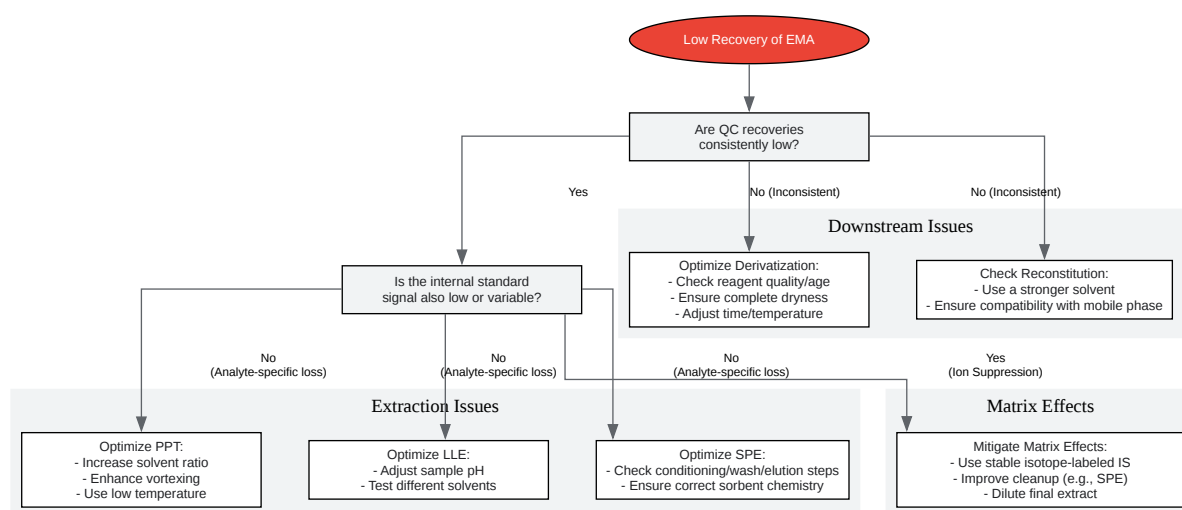 Low Recovery of EMA
Are QC recoveries
consistently low?
Yes
No (Inconsistent)
No (Inconsistent)
Downstream Issues
Optimize Derivatization:
- Check reagent quality/age
- Ensure complete dryness
- Adjust time/temperature
Check Reconstitution:
- Use a stronger solvent
- Ensure compatibility with mobile phase
Is the internal standard
signal also low or variable?
No
(Analyte-specific loss)
No
(Analyte-specific loss)
No
(Analyte-specific loss)
Yes
(Ion Suppression)
Extraction Issues
Optimize PPT:
- Increase solvent ratio
- Enhance vortexing
- Use low temperature
Optimize LLE:
- Adjust sample pH
- Test different solvents
Optimize SPE:
- Check conditioning/wash/elution steps
- Ensure correct sorbent chemistry
Matrix Effects
Mitigate Matrix Effects:
- Use stable isotope-labeled IS
- Improve cleanup (e.g., SPE)
- Dilute final extract